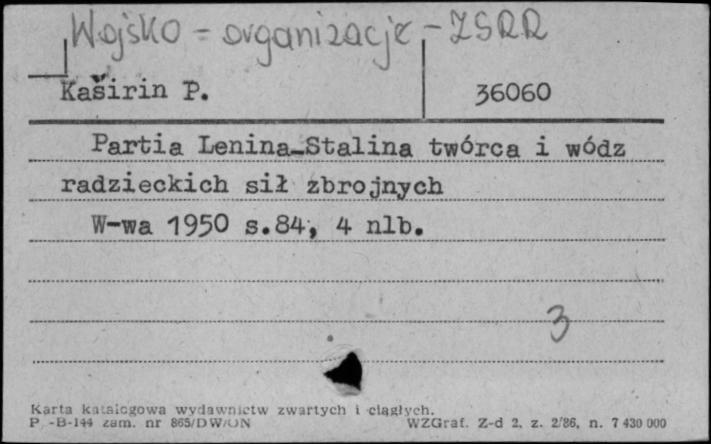 Wojsko - organizacje - ZSRR
Kaširin P. 36060
Partia Lenina-Stalina twórca i wódz
radzieckich sił zbrojnych
W-wa 1950 s.84, 4 nlb.
3
Karta katalogowa wydawnictw zwartych i ciągłych.
P -B-144 zam. nr 865/DW/ON WZGraf. Z-d 2, z. 2/86, n. 7 430 000